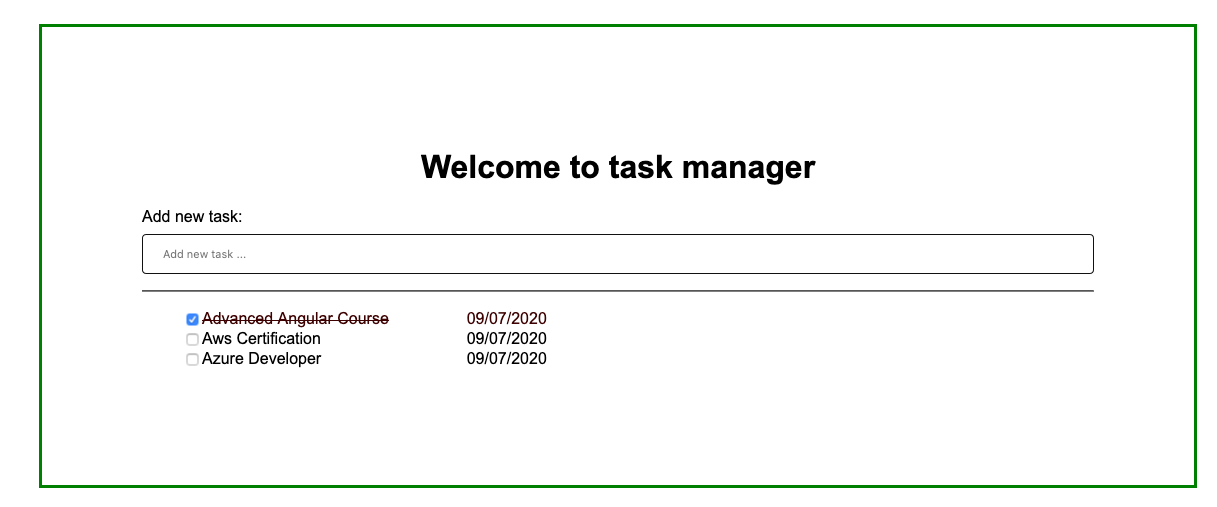 Welcome to task manager
Add new task:
Add new task ...
Advanced Angular Course 09/07/2020
Aws Certification 09/07/2020
Azure Developer 09/07/2020